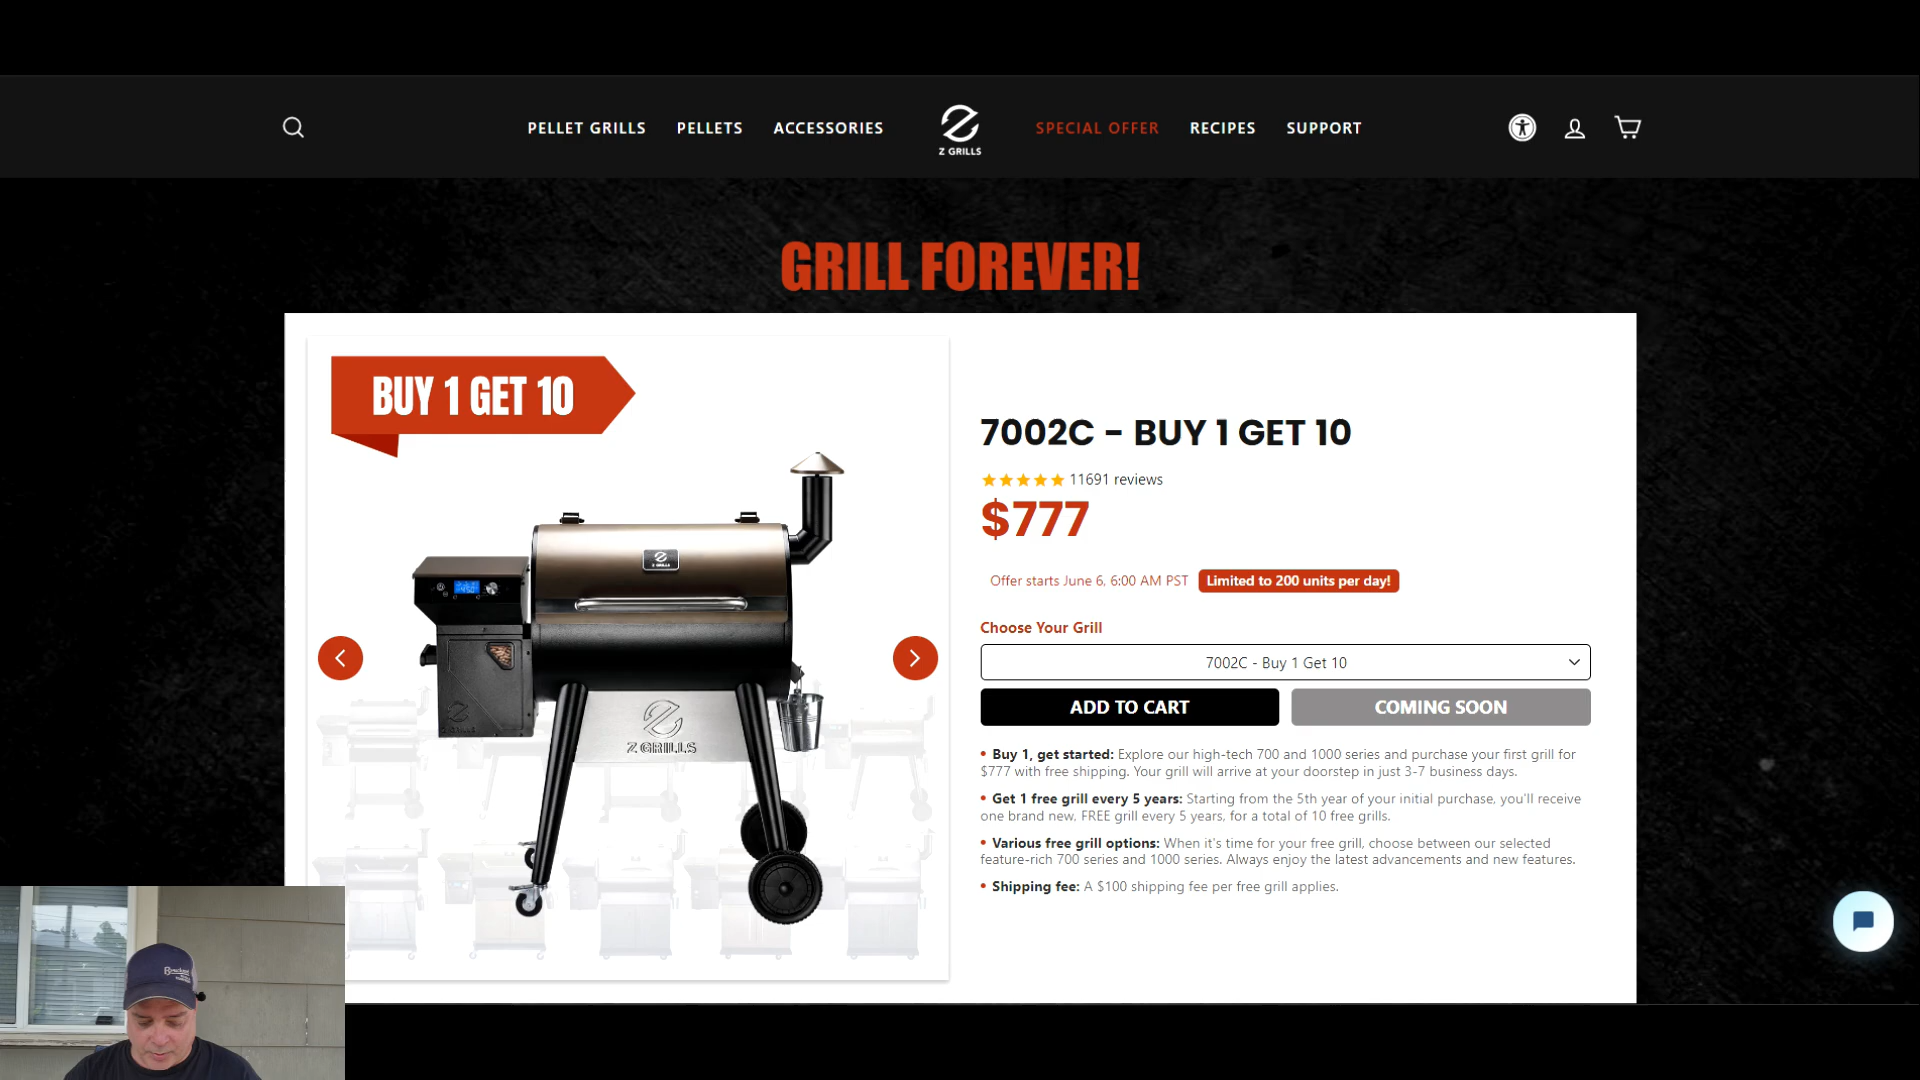 PELLET GRILLS PELLETS ACCESSORIES Z GRILLS SPECIAL OFFER RECIPES SUPPORT
GRILL FOREVER!
BUY 1 GET 10
Z GRILLS
Z GRILLS
7002C - BUY 1 GET 10
11691 reviews
$777
Offer starts June 6, 6:00 AM PST Limited to 200 units per day!
Choose Your Grill
7002C - Buy 1 Get 10
ADD TO CART COMING SOON
• Buy 1, get started: Explore our high-tech 700 and 1000 series and purchase your first grill for
$777 with free shipping. Your grill will arrive at your doorstep in just 3-7 business days.
• Get 1 free grill every 5 years: Starting from the 5th year of your initial purchase, you'll receive
one brand new, FREE grill every 5 years, for a total of 10 free grills.
• Various free grill options: When it's time for your free grill, choose between our selected
feature-rich 700 series and 1000 series. Always enjoy the latest advancements and new features.
• Shipping fee: A $100 shipping fee per free grill applies.